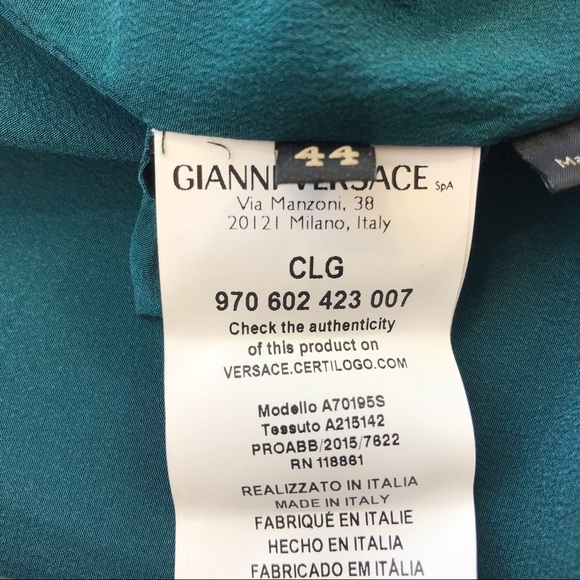 44
GIANNI VERSACE SpA
Via Manzoni, 38
20121 Milano, Italy
CLG
970 602 423 007
Check the authenticity
of this product on
VERSACE.CERTILOGO.COM
Modello A70195S
Tessuto A215142
PROABB/2015/7622
RN 118861
REALIZZATO IN ITALIA
MADE IN ITALY
FABRIQUÉ EN ITALIE
HECHO EN ITALIA
FABRICADO EM ITÁLIA